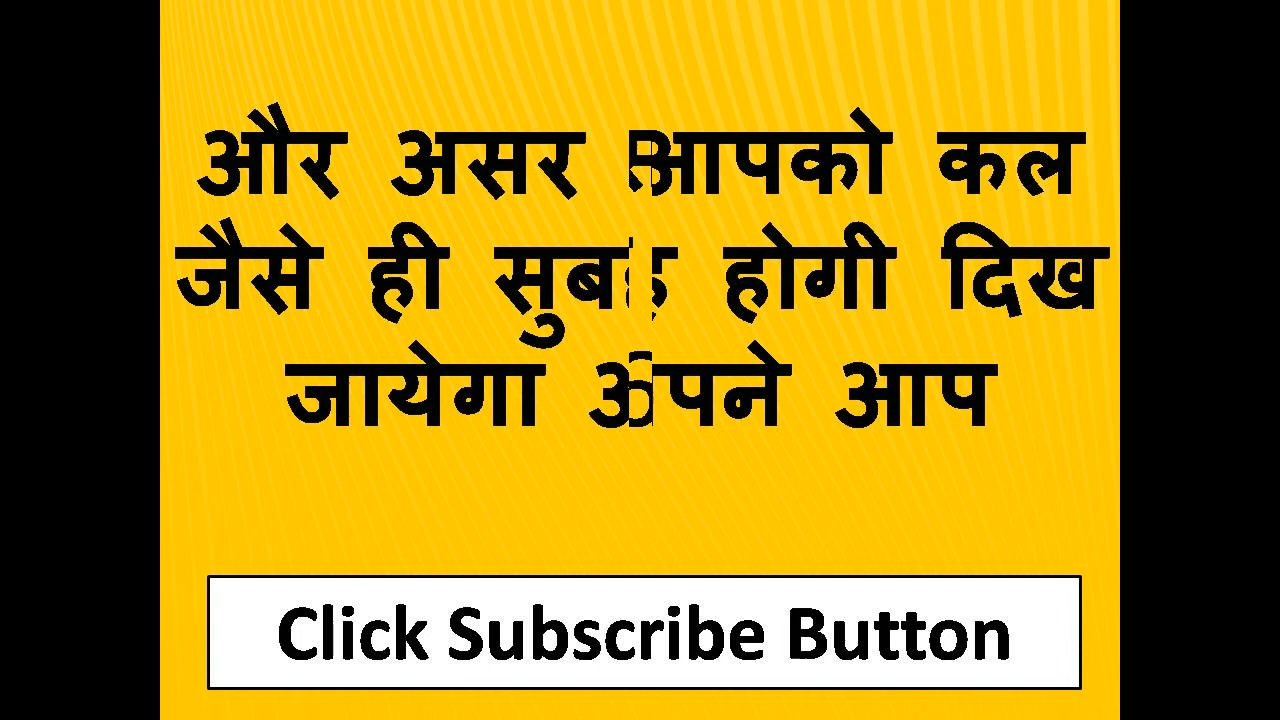 और असर आपको कल
जैसे ही सुबह होगी दिख
जायेगा अपने आप
Click Subscribe Button